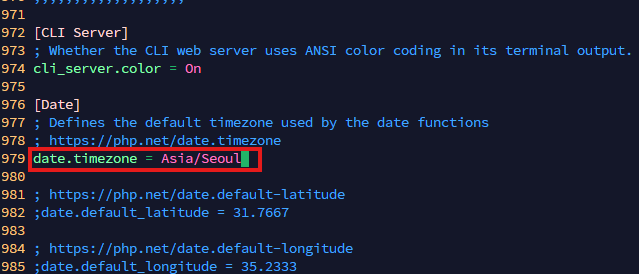 971
972 [CLI Server]
973 ; Whether the CLI web server uses ANSI color coding in its terminal output.
974 cli_server.color = On
975
976 [Date]
977 ; Defines the default timezone used by the date functions
978 ; https://php.net/date.timezone
979 date.timezone = Asia/Seoul
980
981 ; https://php.net/date.default-latitude
982 ;date.default_latitude = 31.7667
983
984 ; https://php.net/date.default-longitude
985 ;date.default_longitude = 35.2333